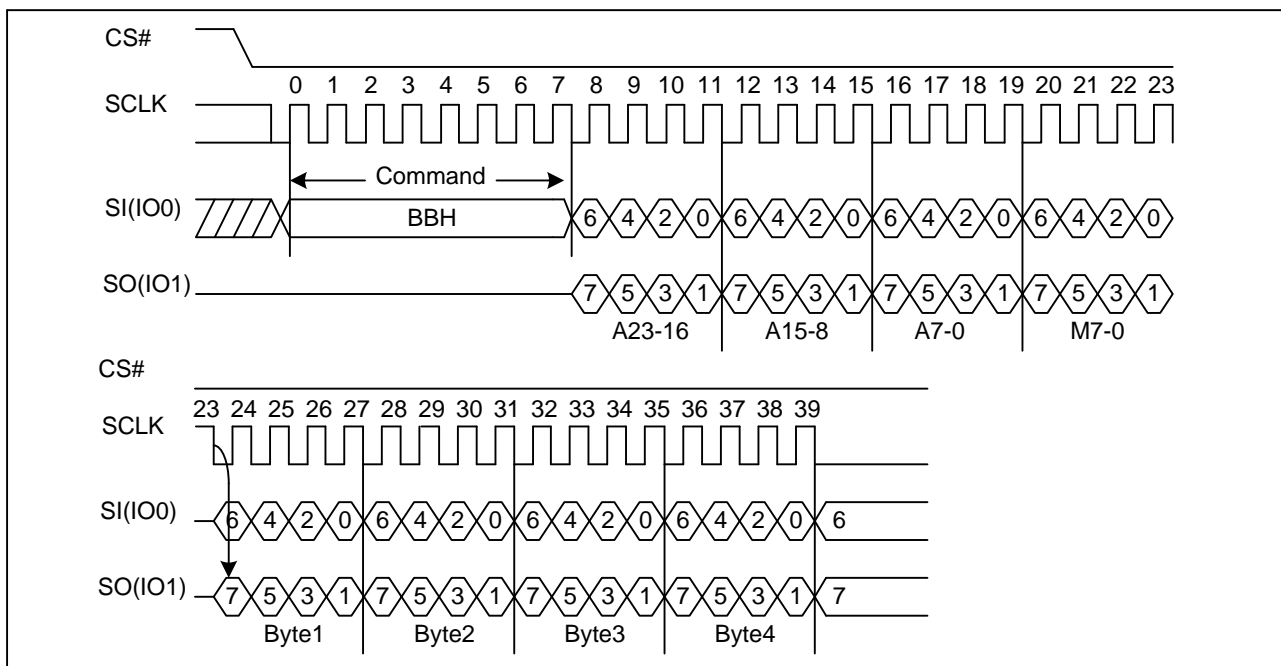 CS#
0 1 2 3 4 5 6 7 8 9 10 11 12 13 14 15 16 17 18 19 20 21 22 23
SCLK
Command
SI(IO0) BBH 6 4 2 0 6 4 2 0 6 4 2 0 6 4 2 0
SO(IO1) 7 5 3 1 7 5 3 1 7 5 3 1 7 5 3 1
A23-16 A15-8 A7-0 M7-0
CS#
23 24 25 26 27 28 29 30 31 32 33 34 35 36 37 38 39
SCLK
SI(IO0) 6 4 2 0 6 4 2 0 6 4 2 0 6 4 2 0 6
SO(IO1) 7 5 3 1 7 5 3 1 7 5 3 1 7 5 3 1 7
Byte1 Byte2 Byte3 Byte4